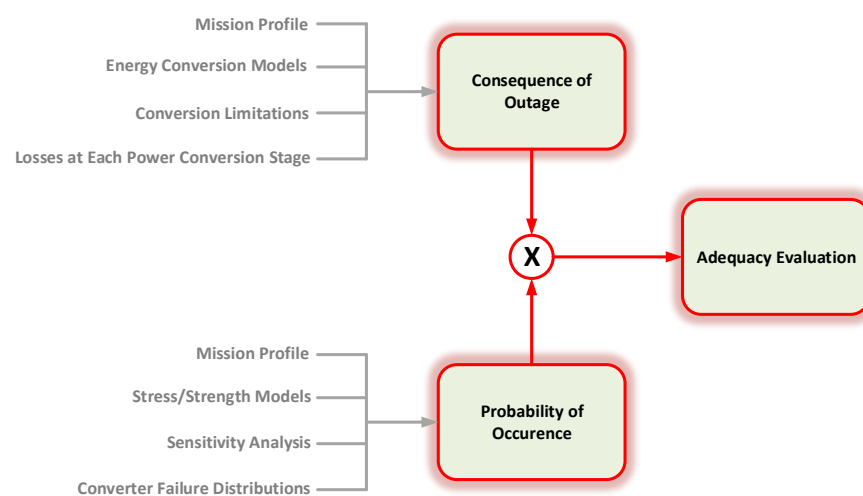 Mission Profile
Energy Conversion Models
Conversion Limitations
Losses at Each Power Conversion Stage
Consequence of
Outage
X
Adequacy Evaluation
Mission Profile
Stress/Strength Models
Sensitivity Analysis
Converter Failure Distributions
Probability of
Occurence